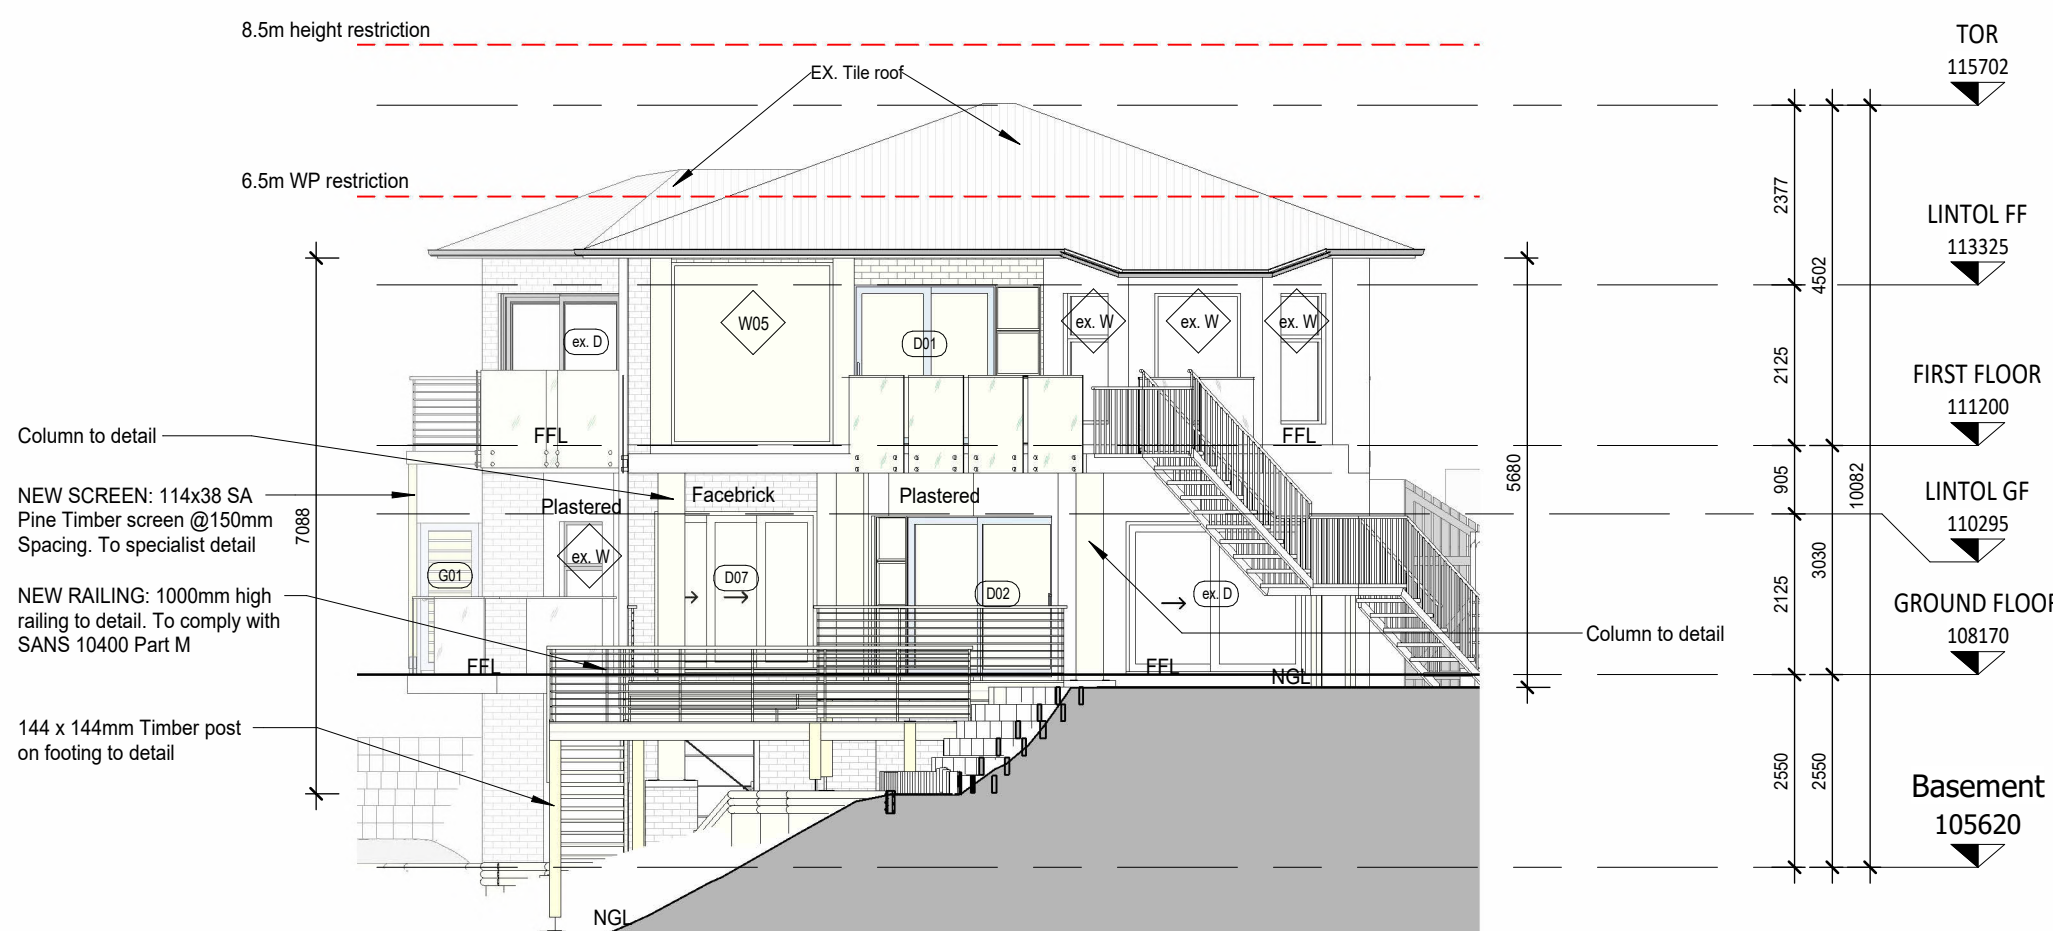 8.5m height restriction
EX. Tile roof
6.5m WP restriction
TOR
115702
LINTOL FF
113325
FIRST FLOOR
111200
LINTOL GF
110295
GROUND FLOOR
108170
Basement
105620
2377
2125
905
2125
2550
4502
3030
2550
10082
5680
7088
W05
ex. D
D01
ex. W
ex. W
ex. W
FFL
FFL
Column to detail
NEW SCREEN: 114x38 SA
Pine Timber screen @150mm
Spacing. To specialist detail
NEW RAILING: 1000mm high
railing to detail. To comply with
SANS 10400 Part M
144 x 144mm Timber post
on footing to detail
Plastered
Facebrick
Plastered
ex. W
G01
D07
D02
ex. D
Column to detail
FFL
FFL
NGL
NGL